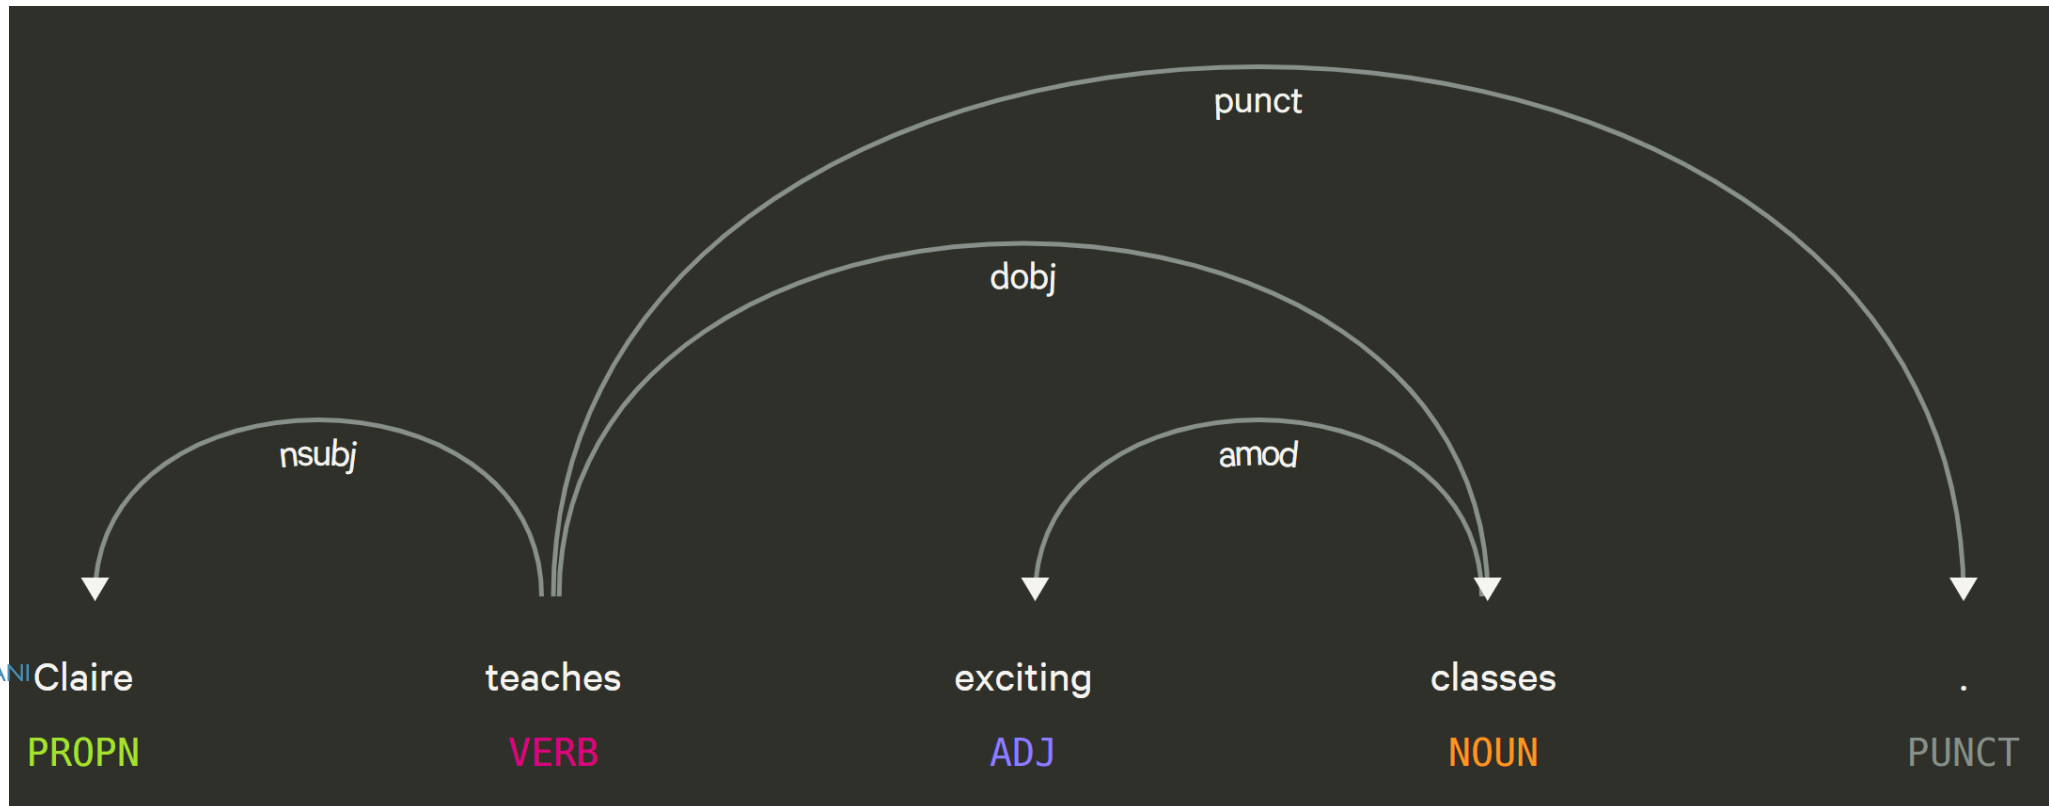 punct
dobj
nsubj amod
Claire teaches exciting classes .
PROPN VERB ADJ NOUN PUNCT